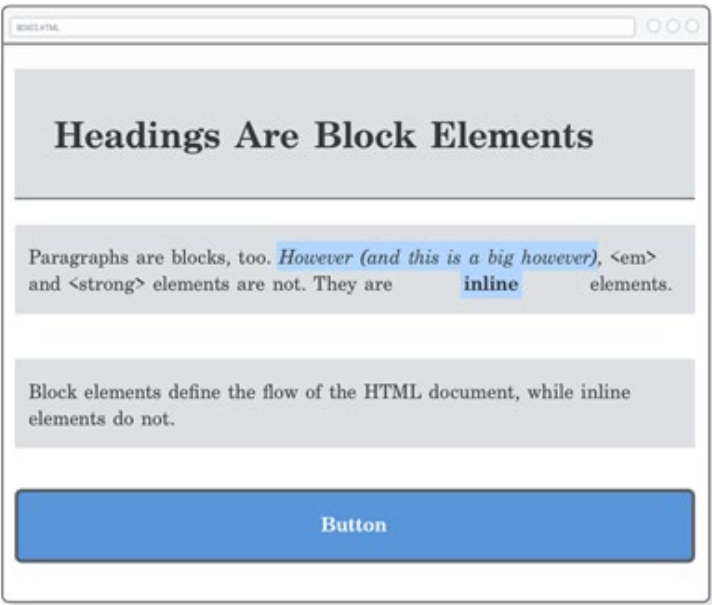 BOXES.HTML
Headings Are Block Elements
Paragraphs are blocks, too. However (and this is a big however), <em>
and <strong> elements are not. They are inline elements.
Block elements define the flow of the HTML document, while inline
elements do not.
Button